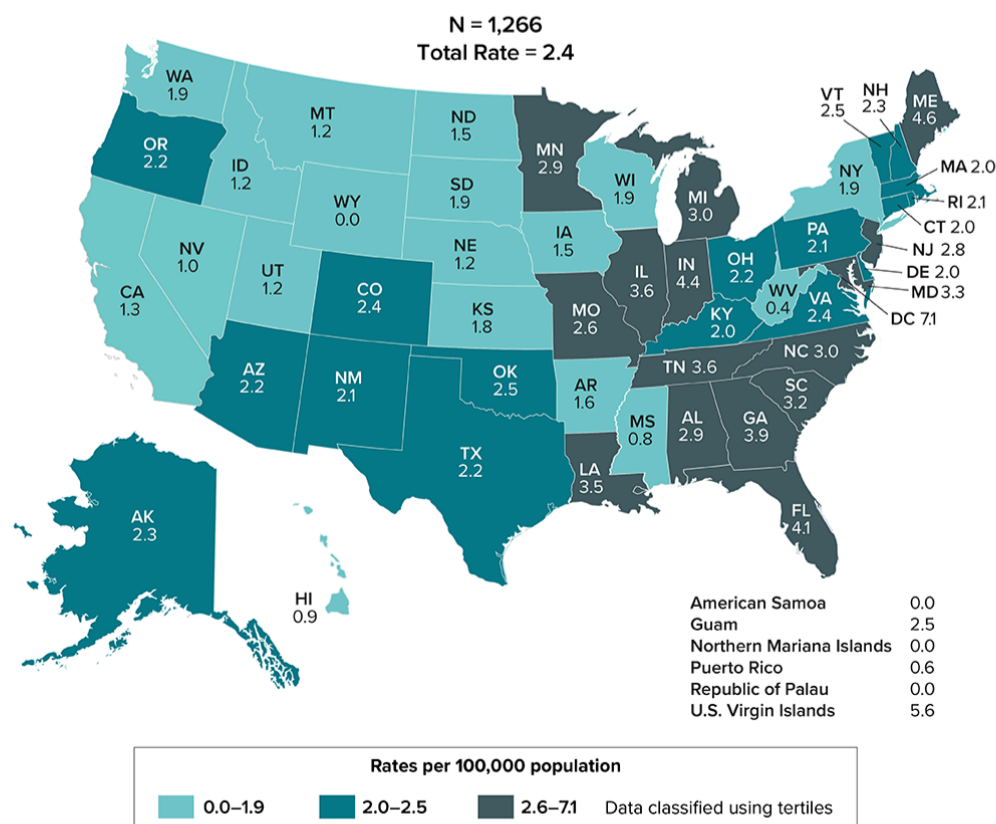 N = 1,266
Total Rate = 2.4
WA
1.9
OR
2.2
MT
1.2
ID
1.2
WY
0.0
ND
1.5
SD
1.9
NE
1.2
KS
1.8
MN
2.9
IA
1.5
WI
1.9
MI
3.0
VT
2.5
NH
2.3
ME
4.6
NY
1.9
MA 2.0
RI 2.1
CT 2.0
PA
2.1
NJ 2.8
DE 2.0
MD 3.3
DC 7.1
CA
1.3
NV
1.0
UT
1.2
CO
2.4
MO
2.6
IL
3.6
IN
4.4
OH
2.2
WV
0.4
VA
2.4
KY
2.0
AZ
2.2
NM
2.1
OK
2.5
AR
1.6
TN 3.6
NC 3.0
SC
3.2
MS
0.8
AL
2.9
GA
3.9
TX
2.2
LA
3.5
FL
4.1
AK
2.3
HI
0.9
American Samoa 0.0
Guam 2.5
Northern Mariana Islands 0.0
Puerto Rico 0.6
Republic of Palau 0.0
U.S. Virgin Islands 5.6
Rates per 100,000 population
0.0–1.9 2.0–2.5 2.6–7.1 Data classified using tertiles